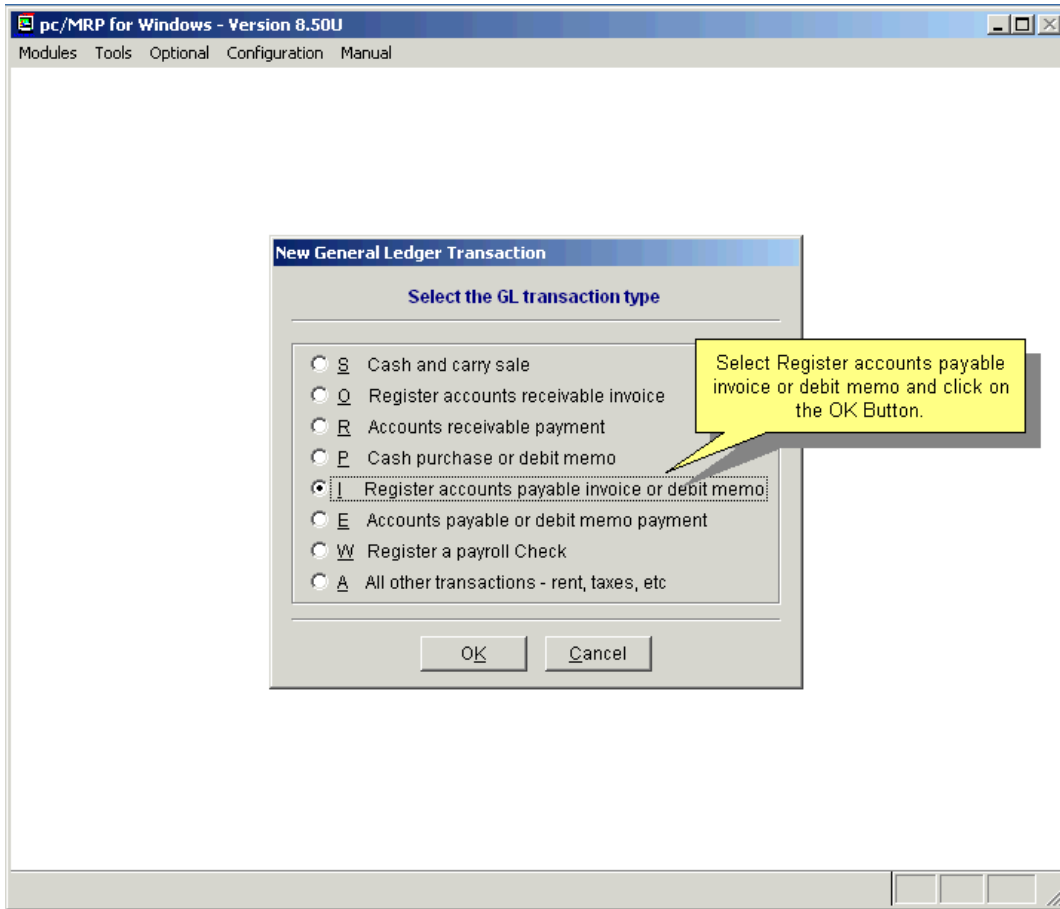 pc/MRP for Windows - Version 8.50U
Modules Tools Optional Configuration Manual
New General Ledger Transaction
Select the GL transaction type
S Cash and carry sale
O Register accounts receivable invoice
R Accounts receivable payment
P Cash purchase or debit memo
I Register accounts payable invoice or debit memo
E Accounts payable or debit memo payment
W Register a payroll Check
A All other transactions - rent, taxes, etc
Select Register accounts payable
invoice or debit memo and click on
the OK Button.
OK Cancel